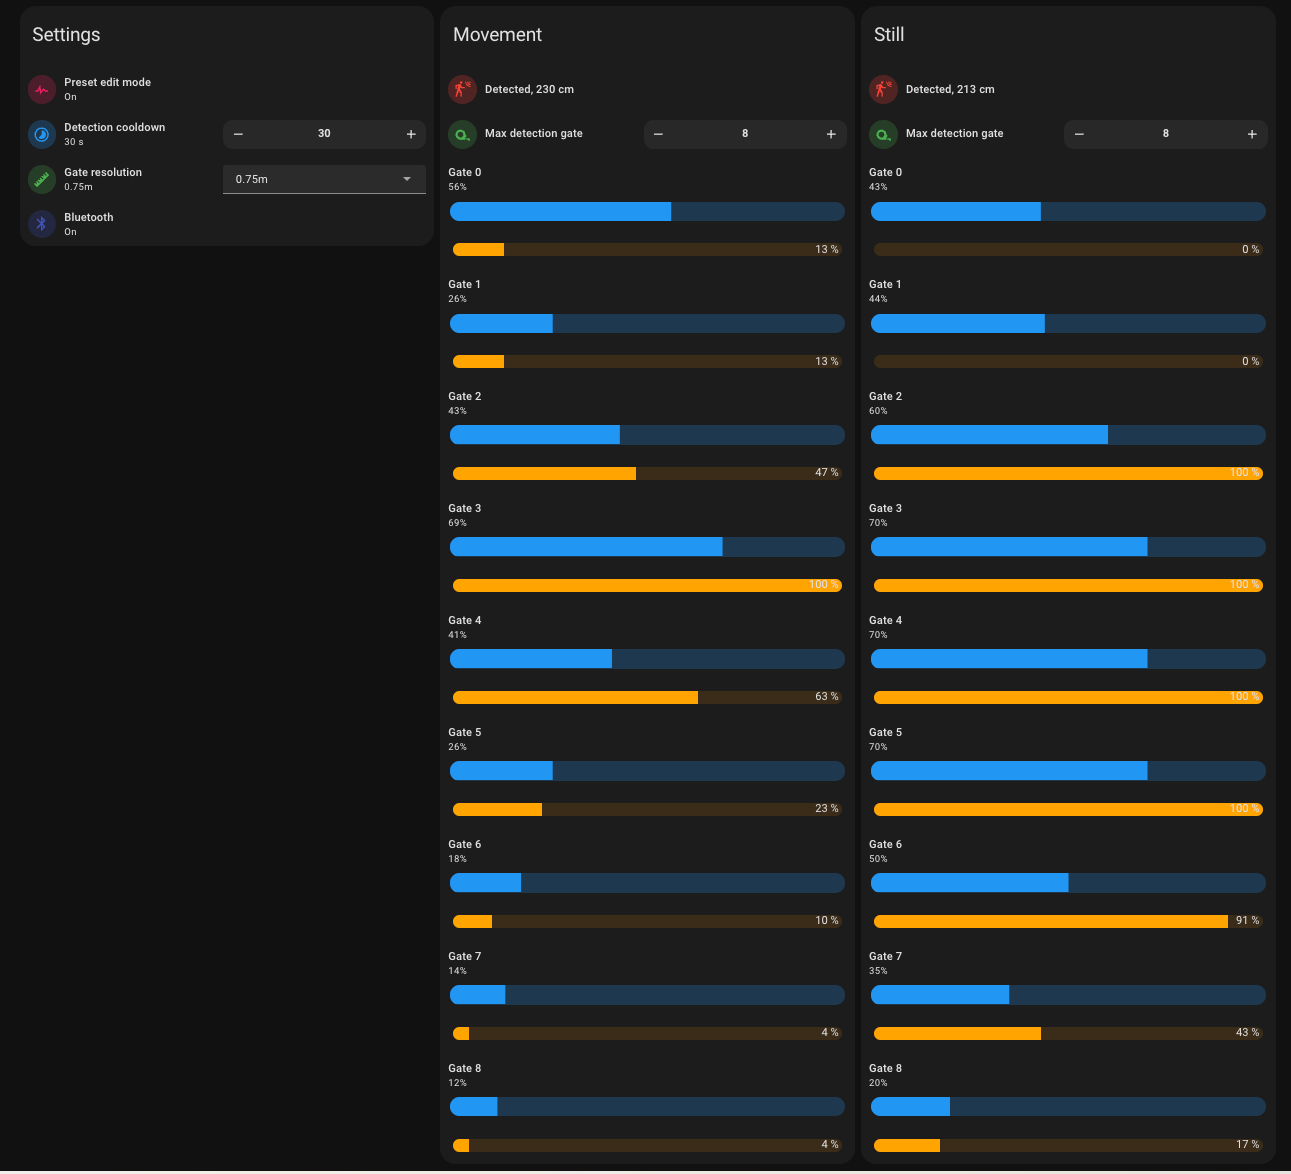 Settings
Preset edit mode
On
Detection cooldown
30 s
− 30 +
Gate resolution
0.75m
0.75m
Bluetooth
On
Movement
Detected, 230 cm
Max detection gate
− 8 +
Gate 0
56%
13 %
Gate 1
26%
13 %
Gate 2
43%
47 %
Gate 3
69%
100 %
Gate 4
41%
63 %
Gate 5
26%
23 %
Gate 6
18%
10 %
Gate 7
14%
4 %
Gate 8
12%
4 %
Still
Detected, 213 cm
Max detection gate
− 8 +
Gate 0
43%
0 %
Gate 1
44%
0 %
Gate 2
60%
100 %
Gate 3
70%
100 %
Gate 4
70%
100 %
Gate 5
70%
100 %
Gate 6
50%
91 %
Gate 7
35%
43 %
Gate 8
20%
17 %